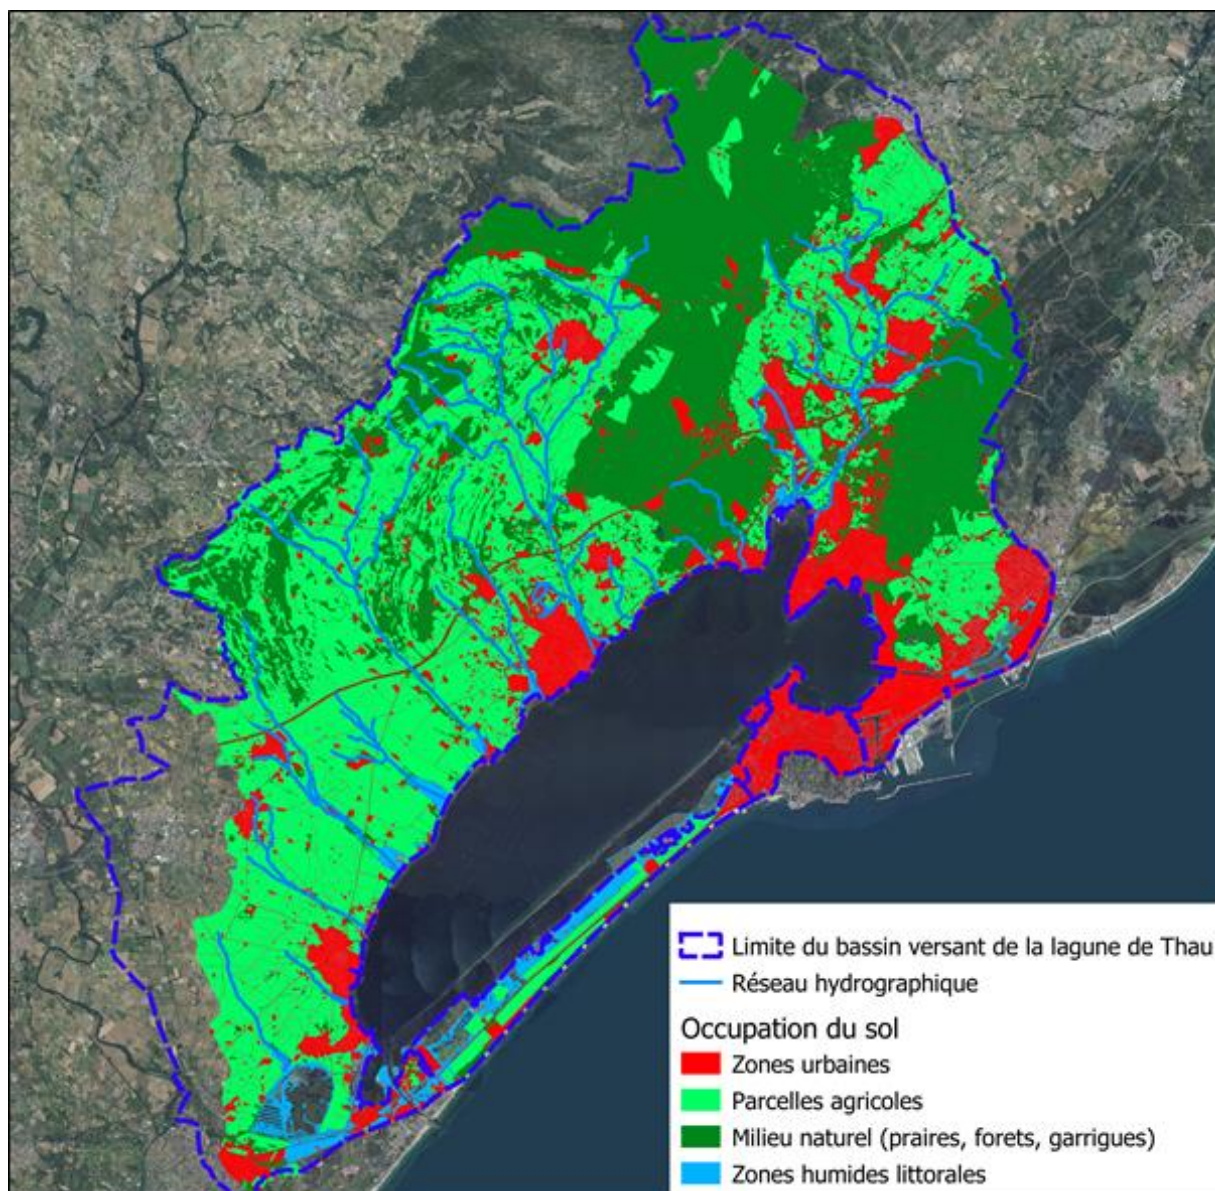 Limite du bassin versant de la lagune de Thau
Réseau hydrographique
Occupation du sol
Zones urbaines
Parcelles agricoles
Milieu naturel (praires, forets, garrigues)
Zones humides littorales